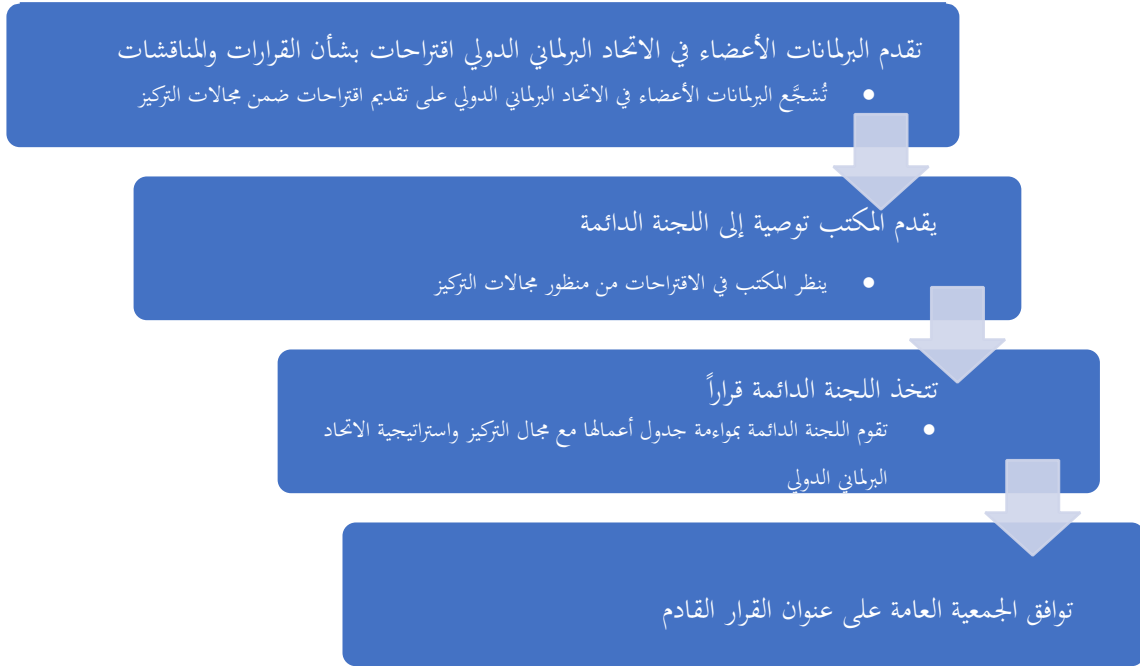 تقدم البرلمانات الأعضاء في الاتحاد البرلماني الدولي اقتراحات بشأن القرارات والمناقشات
• تُشجَّع البرلمانات الأعضاء في الاتحاد البرلماني الدولي على تقديم اقتراحات ضمن مجالات التركيز
يقدم المكتب توصية إلى اللجنة الدائمة
• ينظر المكتب في الاقتراحات من منظور مجالات التركيز
تتخذ اللجنة الدائمة قراراً
• تقوم اللجنة الدائمة بمواءمة جدول أعمالها مع مجال التركيز واستراتيجية الاتحاد
البرلماني الدولي
توافق الجمعية العامة على عنوان القرار القادم